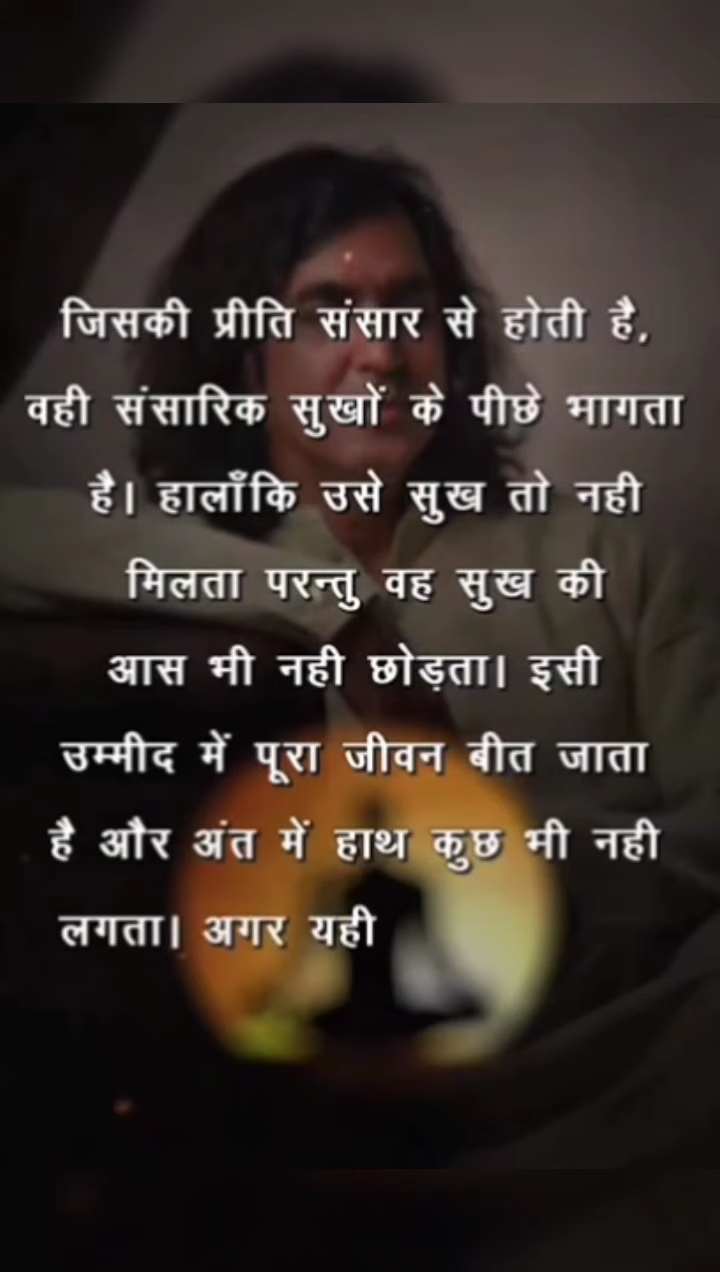 जिसकी प्रीति संसार से होती है,
वही संसारिक सुखों के पीछे भागता
है। हालाँकि उसे सुख तो नही
मिलता परन्तु वह सुख की
आस भी नही छोड़ता। इसी
उम्मीद में पूरा जीवन बीत जाता
है और अंत में हाथ कुछ भी नही
लगता। अगर यही